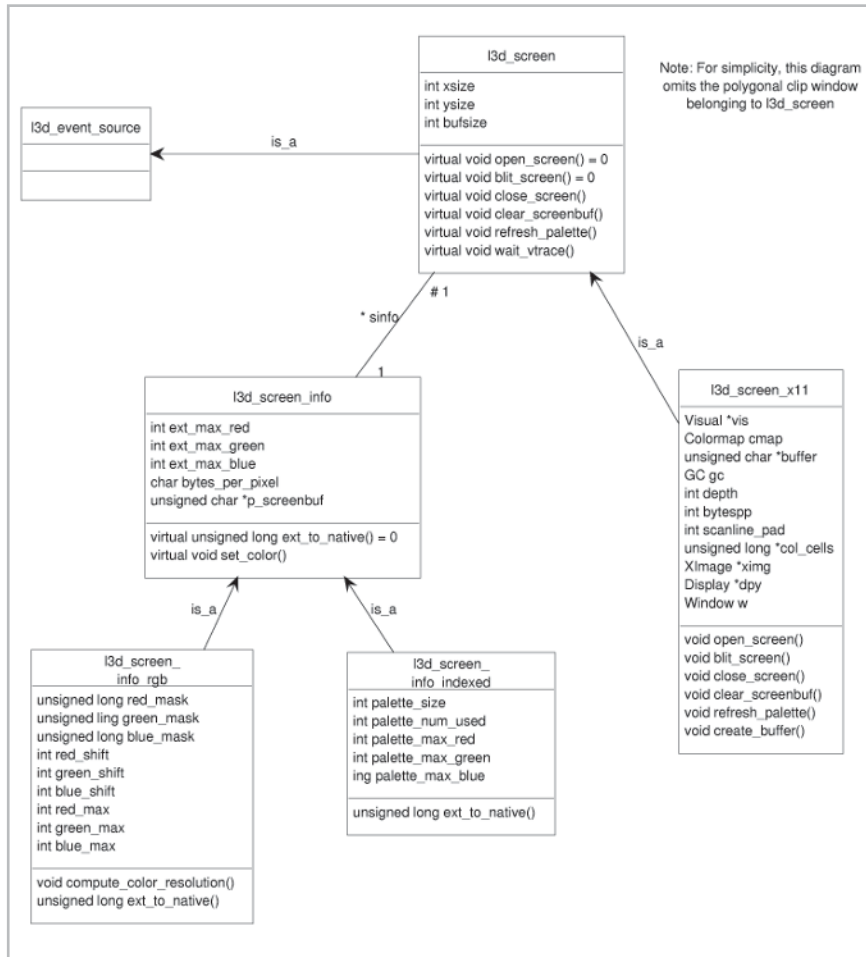 l3d_screen
int xsize
int ysize
int bufsize
virtual void open_screen() = 0
virtual void blit_screen() = 0
virtual void close_screen()
virtual void clear_screenbuf()
virtual void refresh_palette()
virtual void wait_vtrace()
Note: For simplicity, this diagram
omits the polygonal clip window
belonging to l3d_screen
l3d_event_source
is_a
# 1
* sinfo
1
is_a
l3d_screen_info
int ext_max_red
int ext_max_green
int ext_max_blue
char bytes_per_pixel
unsigned char *p_screenbuf
virtual unsigned long ext_to_native() = 0
virtual void set_color()
l3d_screen_x11
Visual *vis
Colormap cmap
unsigned char *buffer
GC gc
int depth
int bytespp
int scanline_pad
unsigned long *col_cells
XImage *ximg
Display *dpy
Window w
void open_screen()
void blit_screen()
void close_screen()
void clear_screenbuf()
void refresh_palette()
void create_buffer()
is_a
is_a
l3d_screen_
info_rgb
unsigned long red_mask
unsigned ling green_mask
unsigned long blue_mask
int red_shift
int green_shift
int blue_shift
int red_max
int green_max
int blue_max
void compute_color_resolution()
unsigned long ext_to_native()
l3d_screen_
info_indexed
int palette_size
int palette_num_used
int palette_max_red
int palette_max_green
ing palette_max_blue
unsigned long ext_to_native()